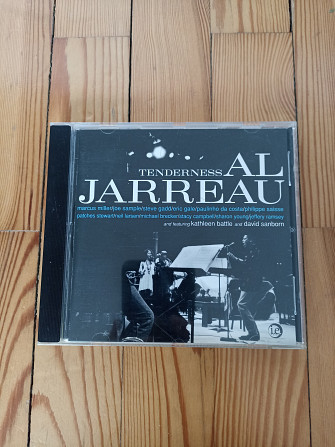 TENDERNESS AL
JARREAU
marcus miller/joe sample/steve gadd/eric gale/paulinho da costa/philippe saisse
patches stewart/neil larsen/michael brecker/stacy campbell/sharon young/jeffery ramsey
and featuring kathleen battle and david sanborn